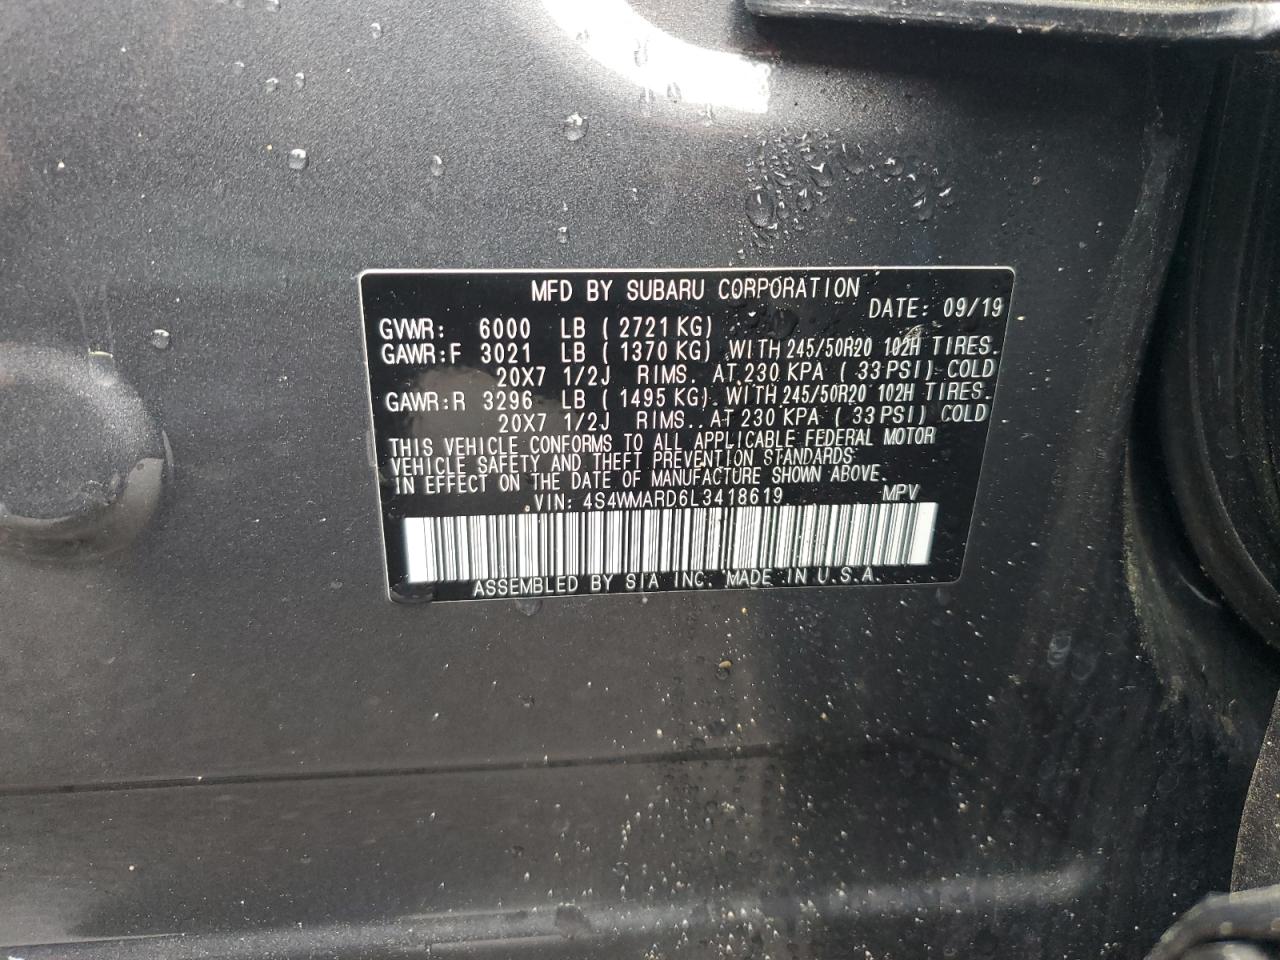 MFD BY SUBARU CORPORATION DATE: 09/19
GVWR: 6000 LB ( 2721 KG)
GAWR:F 3021 LB ( 1370 KG) WITH 245/50R20 102H TIRES.
20X7 1/2J RIMS. AT 230 KPA ( 33 PSI) COLD
GAWR:R 3296 LB ( 1495 KG) WITH 245/50R20 102H TIRES.
20X7 1/2J RIMS. AT 230 KPA ( 33 PSI) COLD
THIS VEHICLE CONFORMS TO ALL APPLICABLE FEDERAL MOTOR
VEHICLE SAFETY AND THEFT PREVENTION STANDARDS
IN EFFECT ON THE DATE OF MANUFACTURE SHOWN ABOVE.
VIN: 4S4WMARD6L3418619 MPV
ASSEMBLED BY SIA INC. MADE IN U.S.A.